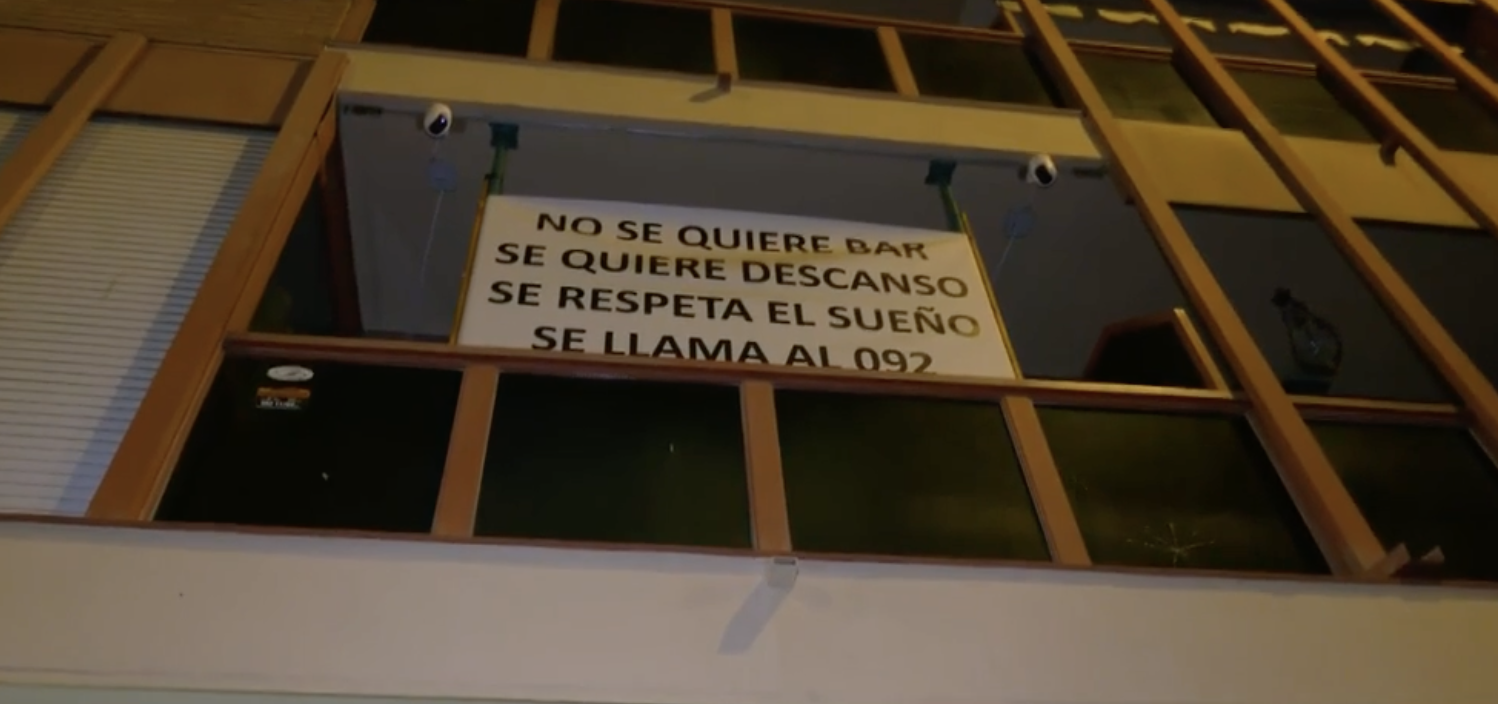 NO SE QUIERE BAR
SE QUIERE DESCANSO
SE RESPETA EL SUEÑO
SE LLAMA AL 092